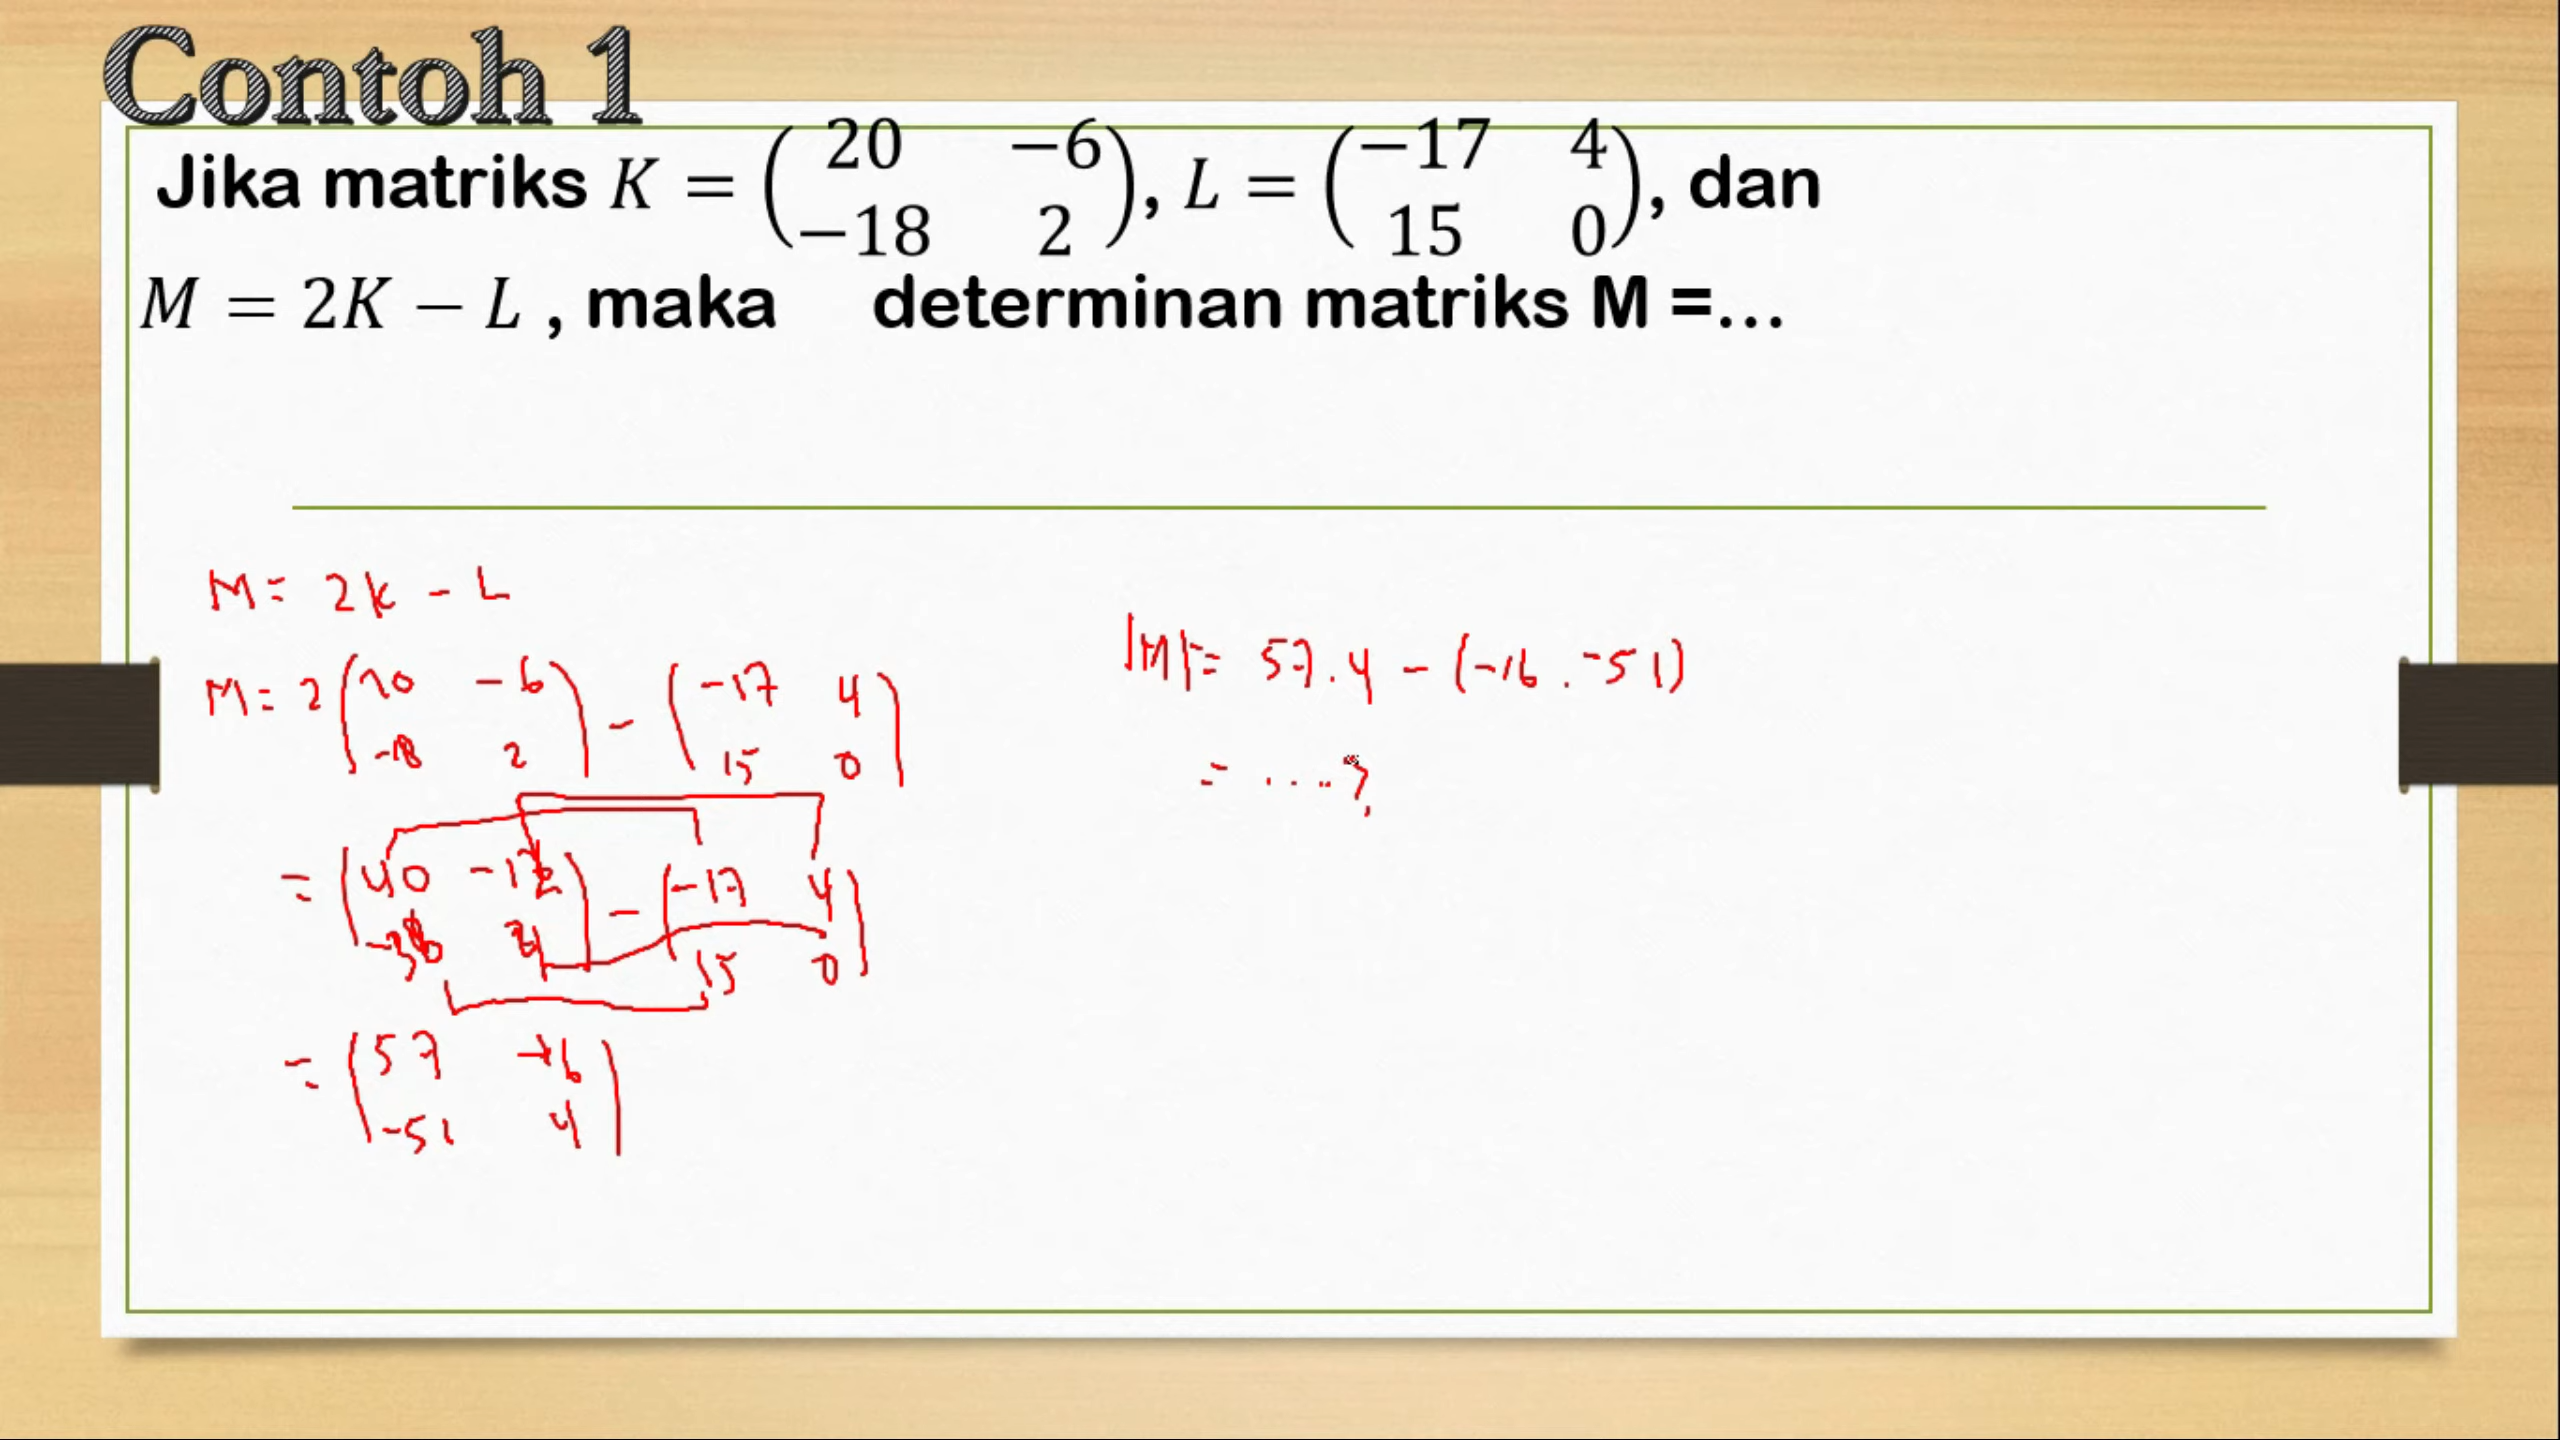 Contoh 1
Jika matriks K = (20 −6
−18 2), L = (−17 4
15 0), dan
M = 2K − L , maka determinan matriks M =...
M = 2K - L
M = 2 (20 -6
-18 2) - (-17 4
15 0)
= (40 -12
-36 4) - (-17 4
15 0)
= (57 -16
-51 4)
|M| = 57.4 - (-16.-51)
= ....?